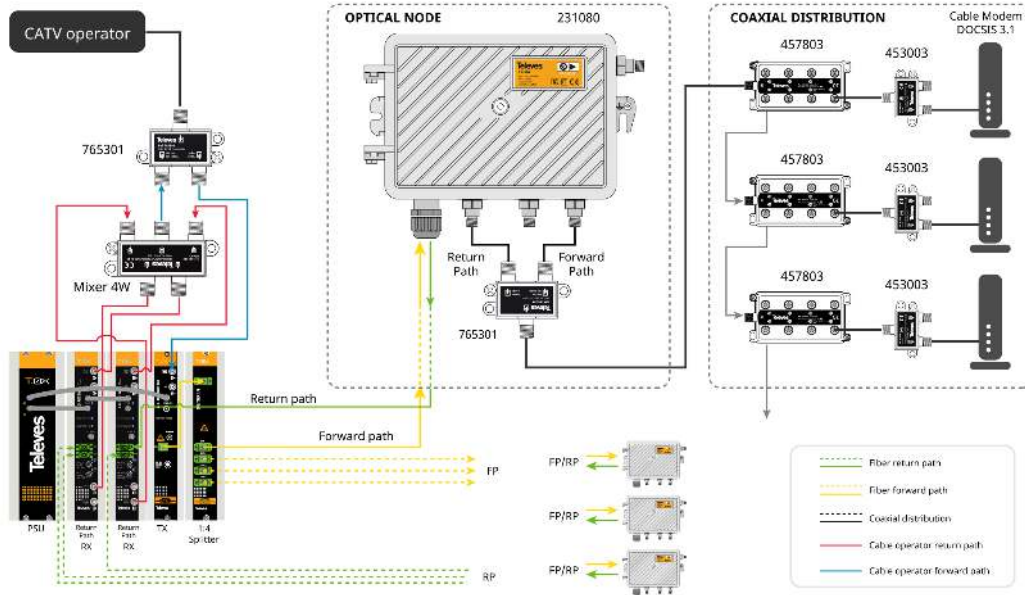 OPTICAL NODE
231080
COAXIAL DISTRIBUTION
Cable Modem
DOCSIS 3.1
CATV operator
457803
453003
Televes
Televes
765301
457803
453003
Return
Path
Forward
Path
Mixer 4W
457803
453003
765301
Televes
Return path
Forward path
FP
FP/RP
FP/RP
FP/RP
RP
PSU
Return
Path
RX
Return
Path
RX
TX
1:4
Splitter
Fiber return path
Fiber forward path
Coaxial distribution
Cable operator return path
Cable operator forward path